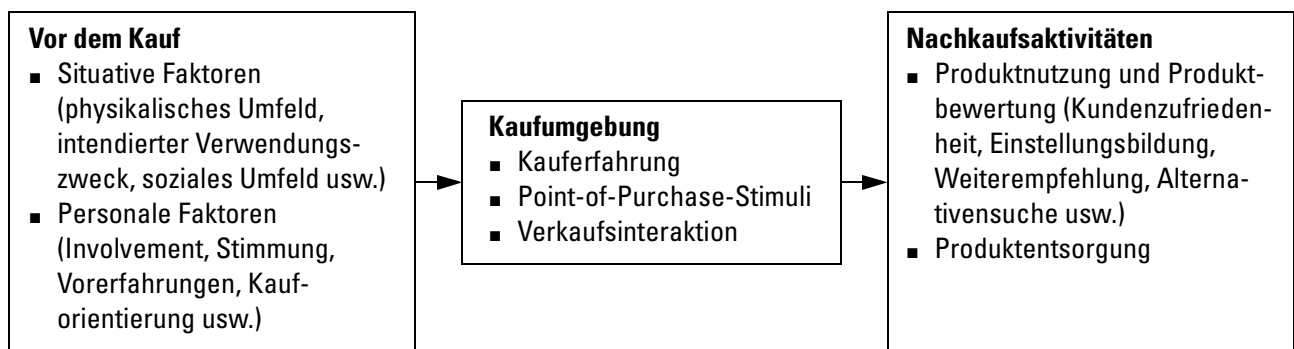 Vor dem Kauf
■ Situative Faktoren
(physikalisches Umfeld,
intendierter Verwendungs-
zweck, soziales Umfeld usw.)
■ Personale Faktoren
(Involvement, Stimmung,
Vorerfahrungen, Kauf-
orientierung usw.)
Kaufumgebung
■ Kauferfahrung
■ Point-of-Purchase-Stimuli
■ Verkaufsinteraktion
Nachkaufsaktivitäten
■ Produktnutzung und Produkt-
bewertung (Kundenzufrieden-
heit, Einstellungsbildung,
Weiterempfehlung, Alterna-
tivensuche usw.)
■ Produktentsorgung